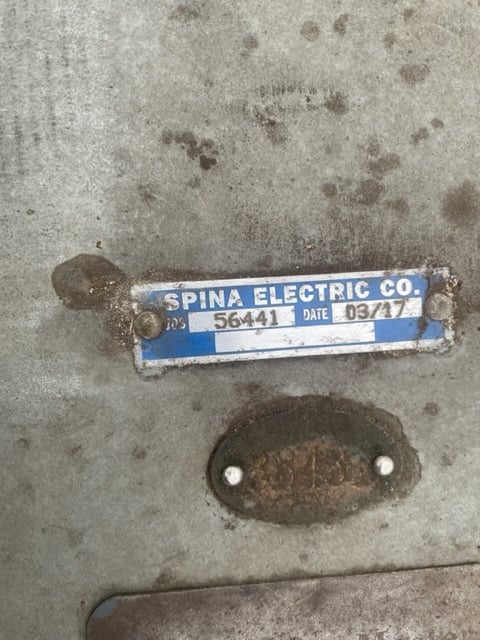 SPINA ELECTRIC CO.
JOB 56441 DATE 03/17